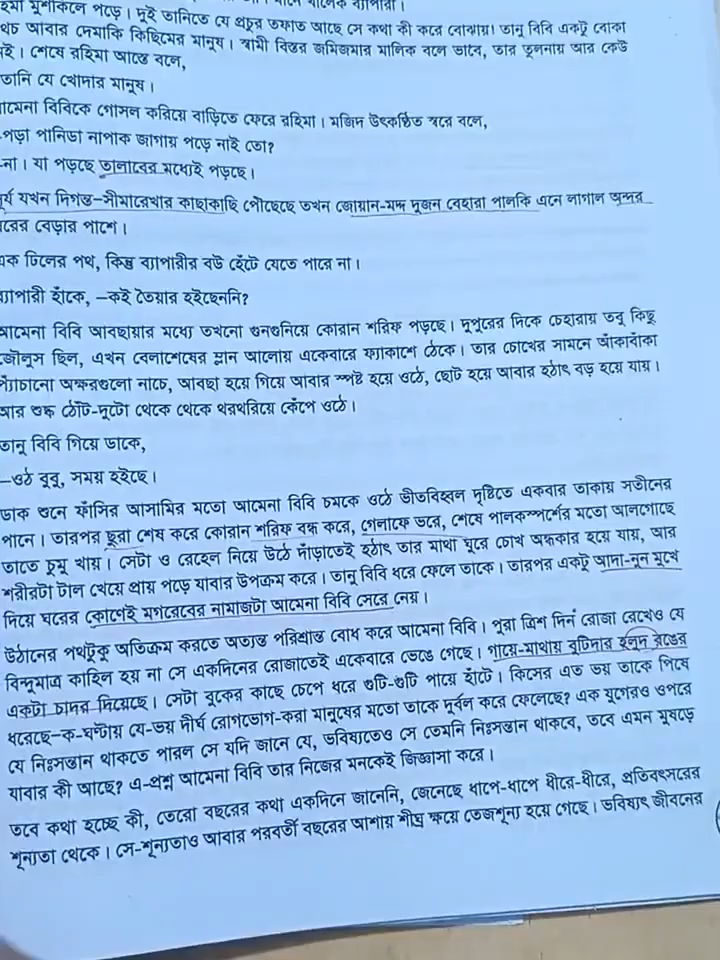 হিমা মুশকিলে পড়ে। দুই তানিতে যে প্রচুর তফাত আছে সে কথা কী করে বোঝায়। তানু বিবি একটু বোকা
থচ আবার দেমাকি কিছিমের মানুষ। স্বামী বিস্তর জমিজমার মালিক বলে ভাবে, তার তুলনায় আর কেউ
নেই। শেষে রহিমা আস্তে বলে,
তানি যে খোদার মানুষ।
আমেনা বিবিকে গোসল করিয়ে বাড়িতে ফেরে রহিমা। মজিদ উৎকণ্ঠিত স্বরে বলে,
পড়া পানিডা নাপাক জাগায় পড়ে নাই তো?
-না। যা পড়ছে তালাবের মধ্যেই পড়ছে।
সূর্য যখন দিগন্ত-সীমারেখার কাছাকাছি পৌঁছেছে তখন জোয়ান-মদ্দ দুজন বেহারা পালকি এনে লাগাল অন্দর
ঘরের বেড়ার পাশে।
এক ঢিলের পথ, কিন্তু ব্যাপারীর বউ হেঁটে যেতে পারে না।
ব্যাপারী হাঁকে, –কই তৈয়ার হইছেননি?
আমেনা বিবি আবছায়ার মধ্যে তখনো গুনগুনিয়ে কোরান শরিফ পড়ছে। দুপুরের দিকে চেহারায় তবু কিছু
জৌলুস ছিল, এখন বেলাশেষের ম্লান আলোয় একেবারে ফ্যাকাশে ঠেকে। তার চোখের সামনে আঁকাবাঁকা
প্যাঁচানো অক্ষরগুলো নাচে, আবছা হয়ে গিয়ে আবার স্পষ্ট হয়ে ওঠে, ছোট হয়ে আবার হঠাৎ বড় হয়ে যায়।
আর শুষ্ক ঠোঁট-দুটো থেকে থেকে থরথরিয়ে কেঁপে ওঠে।
তানু বিবি গিয়ে ডাকে,
–ওঠ বুবু, সময় হইছে।
ডাক শুনে ফাঁসির আসামির মতো আমেনা বিবি চমকে ওঠে ভীতবিহ্বল দৃষ্টিতে একবার তাকায় সতীনের
পানে। তারপর ছুরা শেষ করে কোরান শরিফ বন্ধ করে, গেলাফে ভরে, শেষে পালকস্পর্শের মতো আলগোছে
তাতে চুমু খায়। সেটা ও রেহেল নিয়ে উঠে দাঁড়াতেই হঠাৎ তার মাথা ঘুরে চোখ অন্ধকার হয়ে যায়, আর
শরীরটা টাল খেয়ে প্রায় পড়ে যাবার উপক্রম করে। তানু বিবি ধরে ফেলে তাকে। তারপর একটু আদা-নুন মুখে
দিয়ে ঘরের কোণেই মগরেবের নামাজটা আমেনা বিবি সেরে নেয়।
উঠানের পথটুকু অতিক্রম করতে অত্যন্ত পরিশ্রান্ত বোধ করে আমেনা বিবি। পুরা ত্রিশ দিন রোজা রেখেও যে
বিন্দুমাত্র কাহিল হয় না সে একদিনের রোজাতেই একেবারে ভেঙে গেছে। গায়ে-মাথায় বুটিদার হলুদ রঙের
একটা চাদর দিয়েছে। সেটা বুকের কাছে চেপে ধরে গুটি-গুটি পায়ে হাঁটে। কিসের এত ভয় তাকে পিষে
ধরেছে–ক-ঘণ্টায় যে-ভয় দীর্ঘ রোগভোগ-করা মানুষের মতো তাকে দুর্বল করে ফেলেছে? এক যুগেরও ওপরে
যে নিঃসন্তান থাকতে পারল সে যদি জানে যে, ভবিষ্যতেও সে তেমনি নিঃসন্তান থাকবে, তবে এমন মুষড়ে
যাবার কী আছে? এ-প্রশ্ন আমেনা বিবি তার নিজের মনকেই জিজ্ঞাসা করে।
তবে কথা হচ্ছে কী, তেরো বছরের কথা একদিনে জানেনি, জেনেছে ধাপে-ধাপে ধীরে-ধীরে, প্রতিবৎসরের
শূন্যতা থেকে। সে-শূন্যতাও আবার পরবর্তী বছরের আশায় শীঘ্র ক্ষয়ে তেজশূন্য হয়ে গেছে। ভবিষ্যৎ জীবনের